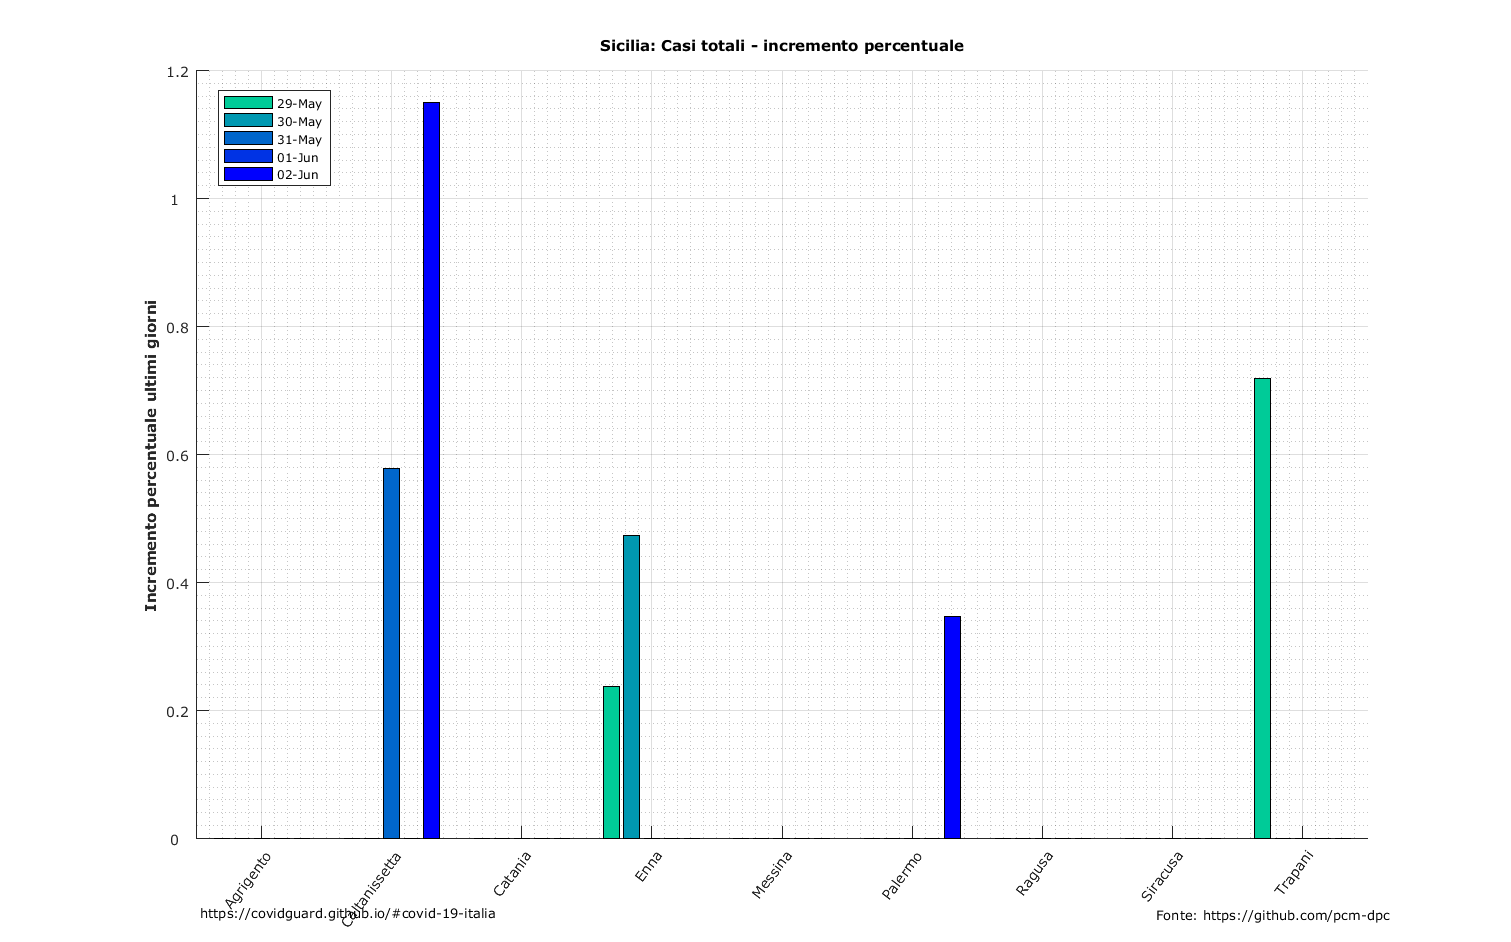 Sicilia: Casi totali - incremento percentuale
Incremento percentuale ultimi giorni
1.2
1
0.8
0.6
0.4
0.2
0
29-May
30-May
31-May
01-Jun
02-Jun
Agrigento
Caltanissetta
Catania
Enna
Messina
Palermo
Ragusa
Siracusa
Trapani
https://covidguard.github.io/#covid-19-italia
Fonte: https://github.com/pcm-dpc